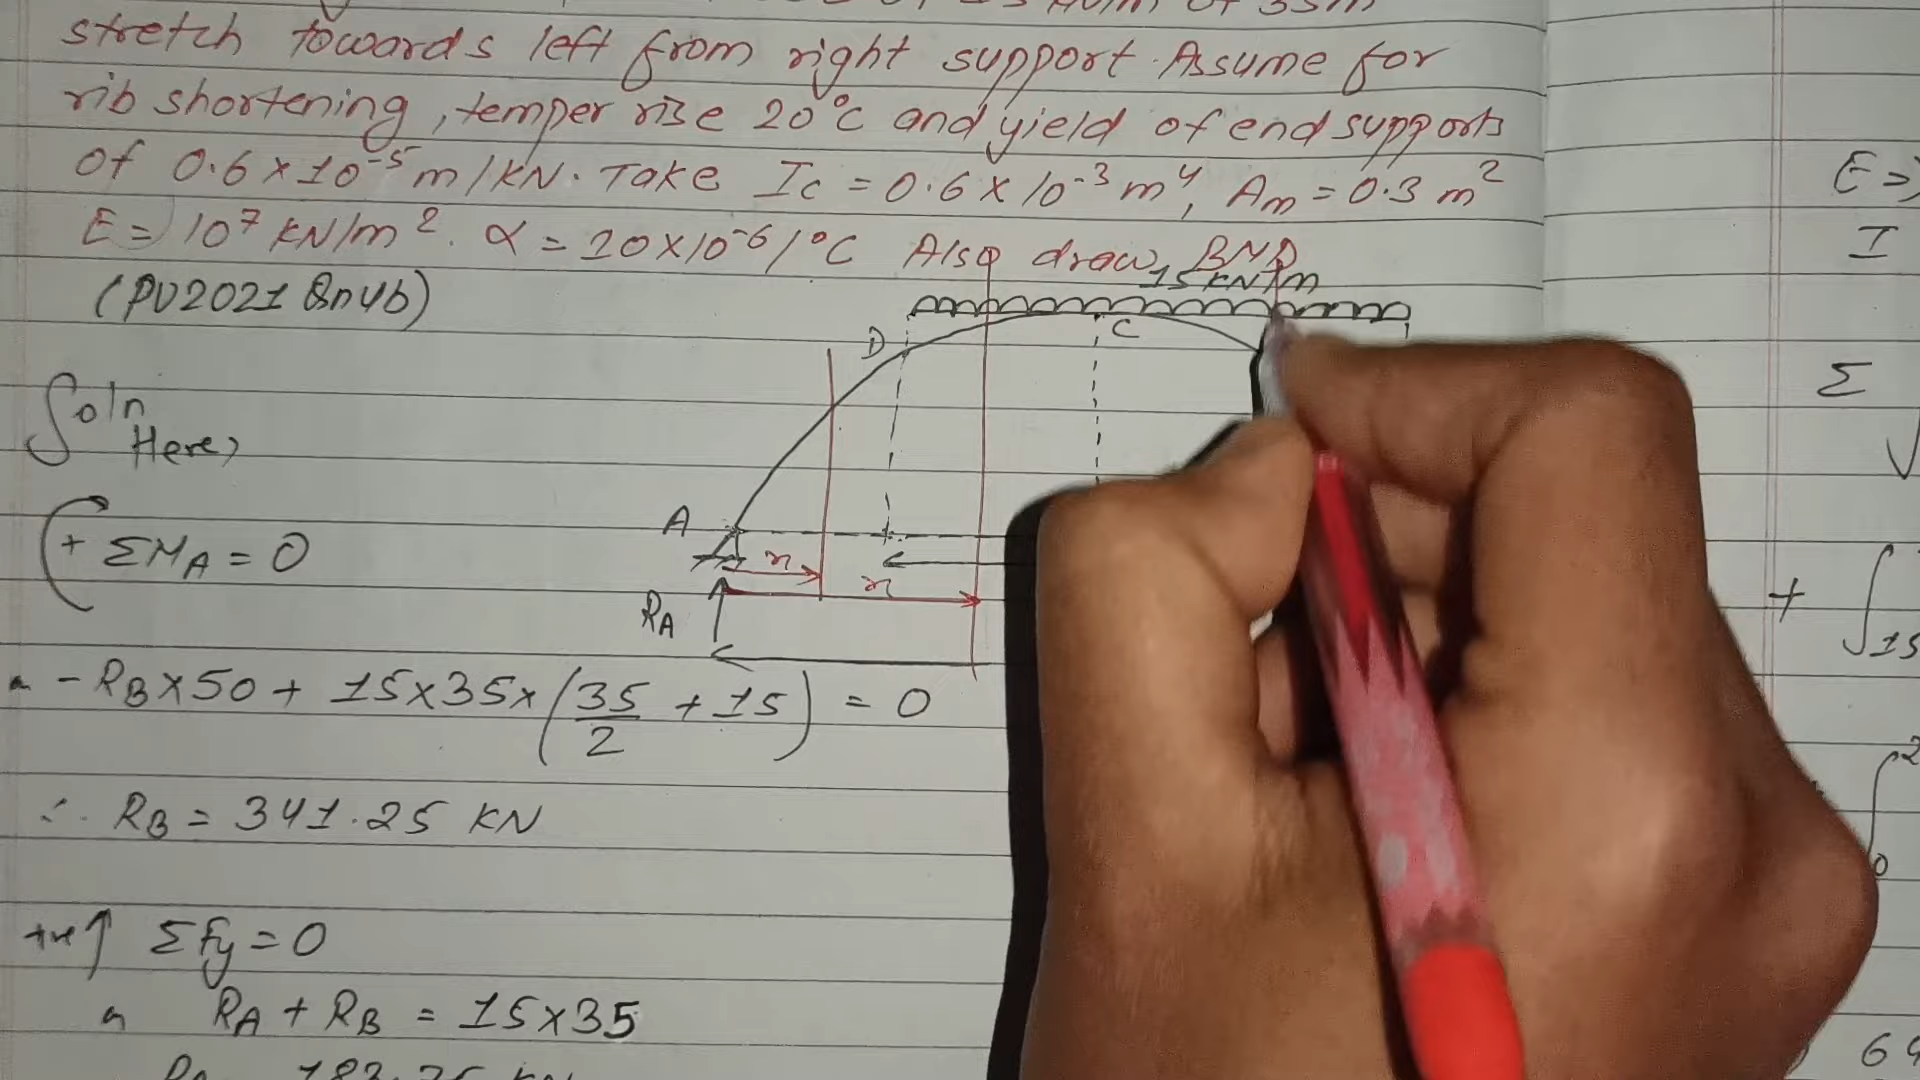 stretch towards left from right support. Assume for
rib shortening, temper rise 20°C and yield of end supports
of 0.6 × 10⁻⁵ m/KN. Take Ic = 0.6 × 10⁻³ m⁴, Am = 0.3 m²
E = 10⁷ KN/m². α = 10×10⁻⁶/°C Also draw BMD
(PU2021 Qn4b)
15 KN/m
D
C
Soln
Here,
A
x
x
RA
(+ ΣMA = 0
- RB×50 + 15×35×(35/2 + 15) = 0
∴ RB = 341.25 KN
+ve↑ ΣFy = 0
RA + RB = 15×35
E =>
I
Σ
+ ∫15